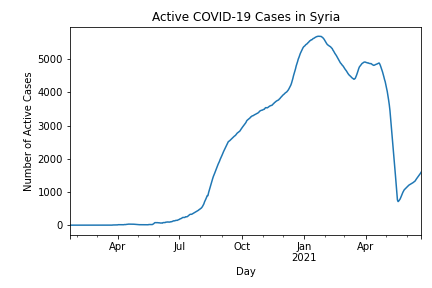 Active COVID-19 Cases in Syria
Number of Active Cases
5000
4000
3000
2000
1000
0
Apr Jul Oct Jan Apr
2021
Day